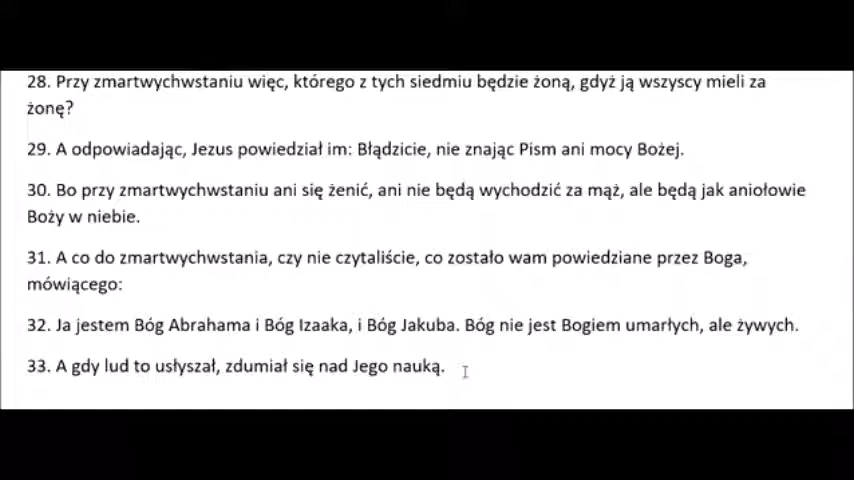 28. Przy zmartwychwstaniu więc, którego z tych siedmiu będzie żoną, gdyż ją wszyscy mieli za
żonę?
29. A odpowiadając, Jezus powiedział im: Błądzicie, nie znając Pism ani mocy Bożej.
30. Bo przy zmartwychwstaniu ani się żenić, ani nie będą wychodzić za mąż, ale będą jak aniołowie
Boży w niebie.
31. A co do zmartwychwstania, czy nie czytaliście, co zostało wam powiedziane przez Boga,
mówiącego:
32. Ja jestem Bóg Abrahama i Bóg Izaaka, i Bóg Jakuba. Bóg nie jest Bogiem umarłych, ale żywych.
33. A gdy lud to usłyszał, zdumiał się nad Jego nauką.